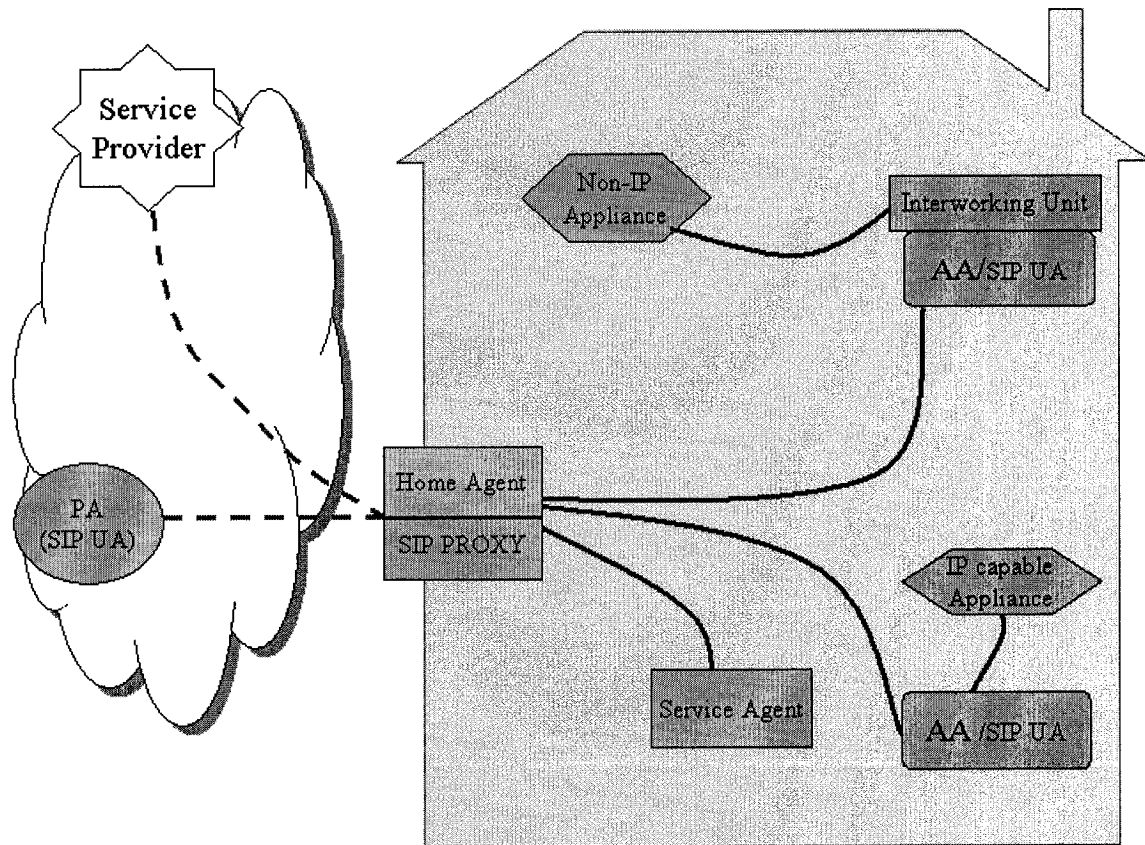 Service
Provider
Non-IP
Appliance
Interworking Unit
AA/SIP UA
Home Agent
SIP PROXY
PA
(SIP UA)
IP capable
Appliance
Service Agent
AA /SIP UA